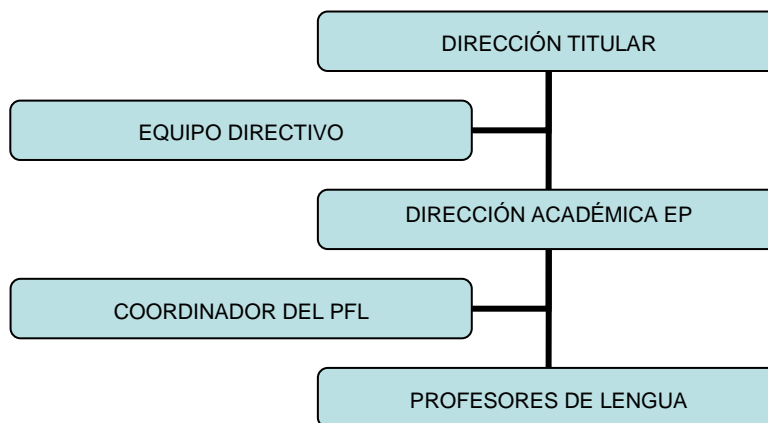 DIRECCIÓN TITULAR
EQUIPO DIRECTIVO
DIRECCIÓN ACADÉMICA EP
COORDINADOR DEL PFL
PROFESORES DE LENGUA